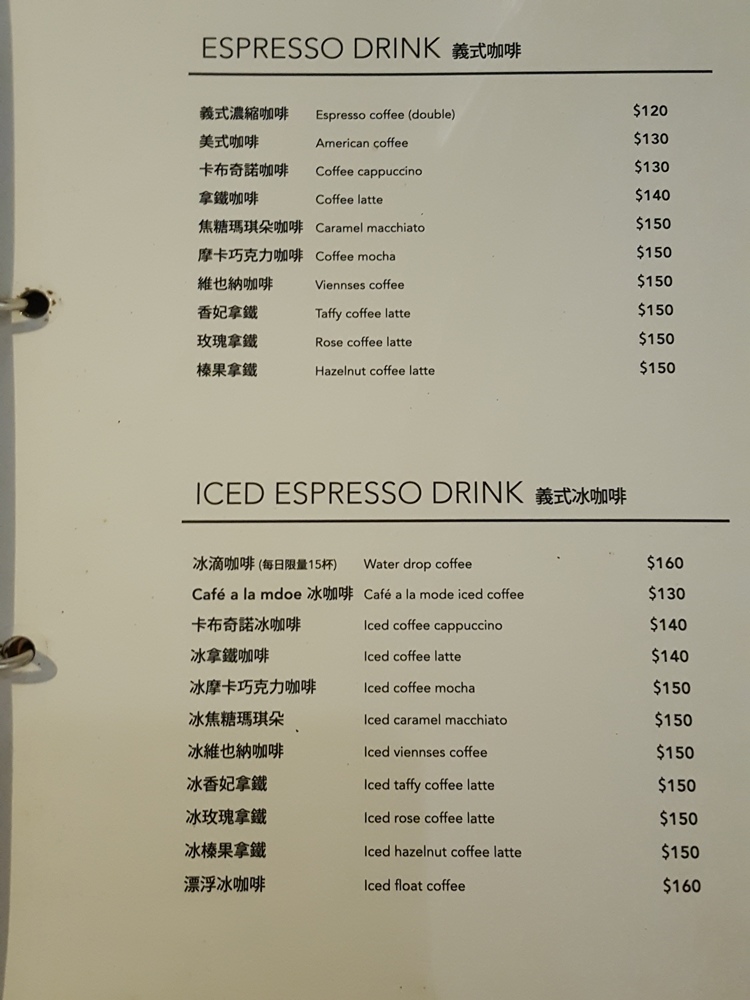 ESPRESSO DRINK 義式咖啡
義式濃縮咖啡 Espresso coffee (double) $120
美式咖啡 American coffee $130
卡布奇諾咖啡 Coffee cappuccino $130
拿鐵咖啡 Coffee latte $140
焦糖瑪琪朵咖啡 Caramel macchiato $150
摩卡巧克力咖啡 Coffee mocha $150
維也納咖啡 Viennses coffee $150
香妃拿鐵 Taffy coffee latte $150
玫瑰拿鐵 Rose coffee latte $150
榛果拿鐵 Hazelnut coffee latte $150
ICED ESPRESSO DRINK 義式冰咖啡
冰滴咖啡 (每日限量15杯) Water drop coffee $160
Café a la mdoe 冰咖啡 Café a la mode iced coffee $130
卡布奇諾冰咖啡 Iced coffee cappuccino $140
冰拿鐵咖啡 Iced coffee latte $140
冰摩卡巧克力咖啡 Iced coffee mocha $150
冰焦糖瑪琪朵 Iced caramel macchiato $150
冰維也納咖啡 Iced viennses coffee $150
冰香妃拿鐵 Iced taffy coffee latte $150
冰玫瑰拿鐵 Iced rose coffee latte $150
冰榛果拿鐵 Iced hazelnut coffee latte $150
漂浮冰咖啡 Iced float coffee $160